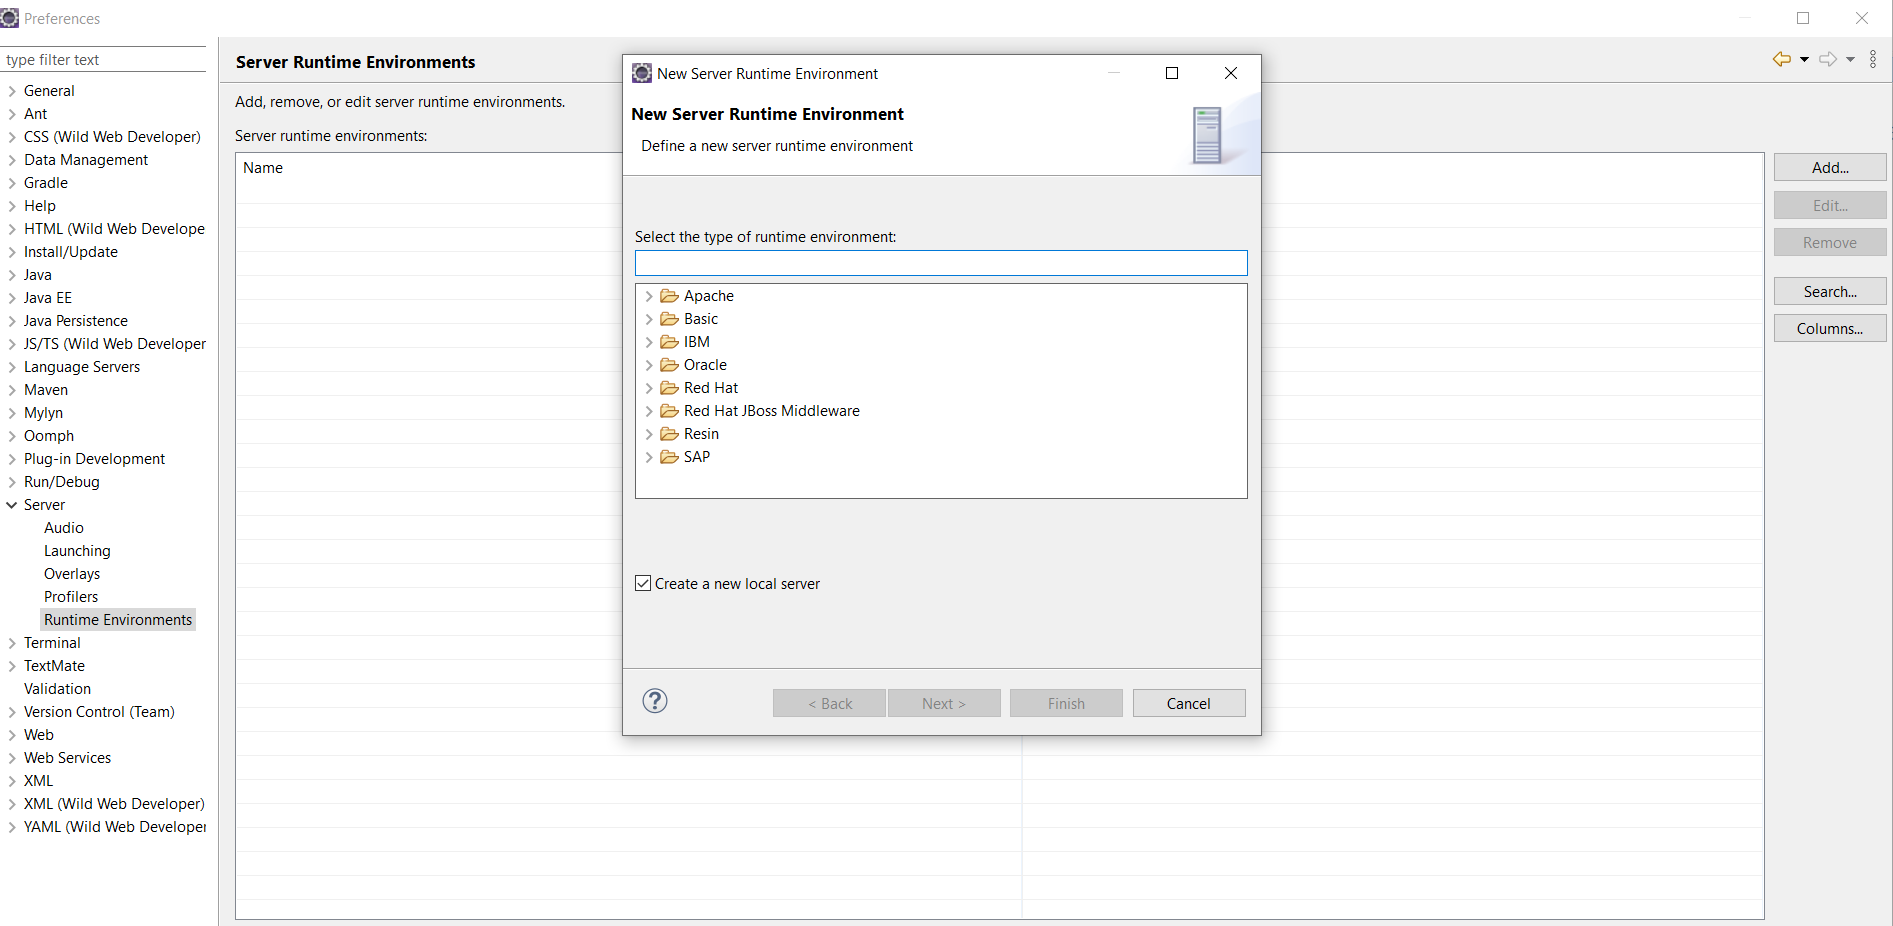 Preferences
type filter text
General
Ant
CSS (Wild Web Developer)
Data Management
Gradle
Help
HTML (Wild Web Develope
Install/Update
Java
Java EE
Java Persistence
JS/TS (Wild Web Developer
Language Servers
Maven
Mylyn
Oomph
Plug-in Development
Run/Debug
Server
Audio
Launching
Overlays
Profilers
Runtime Environments
Terminal
TextMate
Validation
Version Control (Team)
Web
Web Services
XML
XML (Wild Web Developer)
YAML (Wild Web Developer
Server Runtime Environments
Add, remove, or edit server runtime environments.
Server runtime environments:
Name
Add...
Edit...
Remove
Search...
Columns...
New Server Runtime Environment
New Server Runtime Environment
Define a new server runtime environment
Select the type of runtime environment:
Apache
Basic
IBM
Oracle
Red Hat
Red Hat JBoss Middleware
Resin
SAP
Create a new local server
?
< Back
Next >
Finish
Cancel